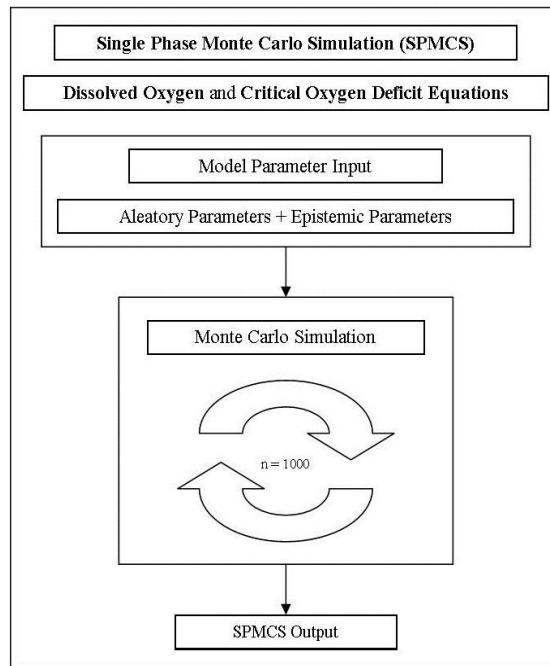 Single Phase Monte Carlo Simulation (SPMCS)
Dissolved Oxygen and Critical Oxygen Deficit Equations
Model Parameter Input
Aleatory Parameters + Epistemic Parameters
Monte Carlo Simulation
n = 1000
SPMCS Output